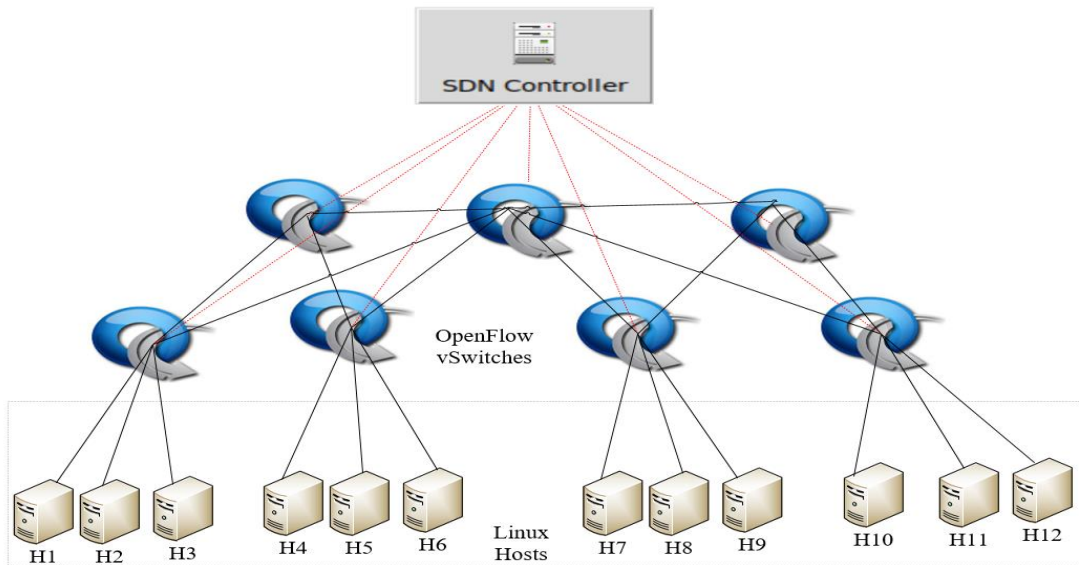 SDN Controller
OpenFlow
vSwitches
H1
H2
H3
H4
H5
H6
Linux
Hosts
H7
H8
H9
H10
H11
H12